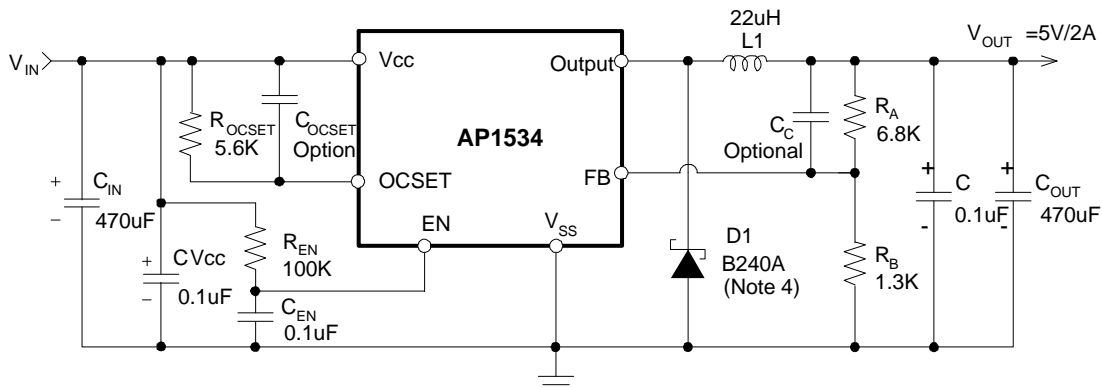 22uH
L1
V_OUT =5V/2A
V_IN
Vcc
Output
R_OCSET
5.6K
C_OCSET
Option
AP1534
C_C
Optional
R_A
6.8K
OCSET
FB
+
C_IN
470uF
−
EN
V_SS
+
C
0.1uF
-
+
C_OUT
470uF
-
R_EN
100K
D1
B240A
(Note 4)
R_B
1.3K
+
CVcc
0.1uF
−
C_EN
0.1uF